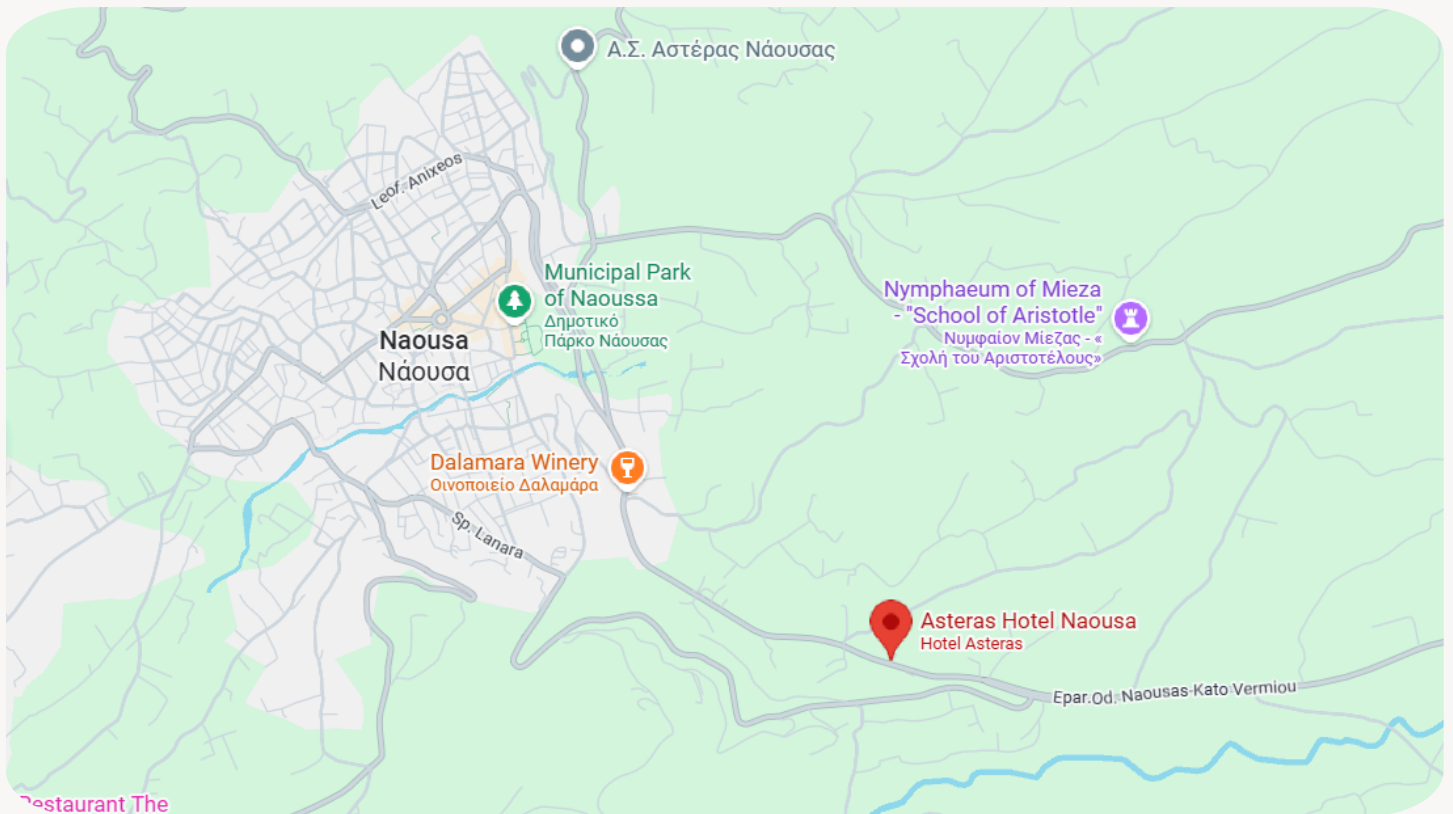 Α.Σ. Αστέρας Νάουσας
Leof. Anixeos
Municipal Park
of Naoussa
Δημοτικό
Πάρκο Νάουσας
Nymphaeum of Mieza
- "School of Aristotle"
Νυμφαίον Μίεζας - «
Σχολή του Αριστοτέλους»
Naousa
Νάουσα
Dalamara Winery
Οινοποιείο Δαλαμάρα
Sp. Lanara
Asteras Hotel Naousa
Hotel Asteras
Epar.Od. Naousas-Kato Vermiou
Restaurant The